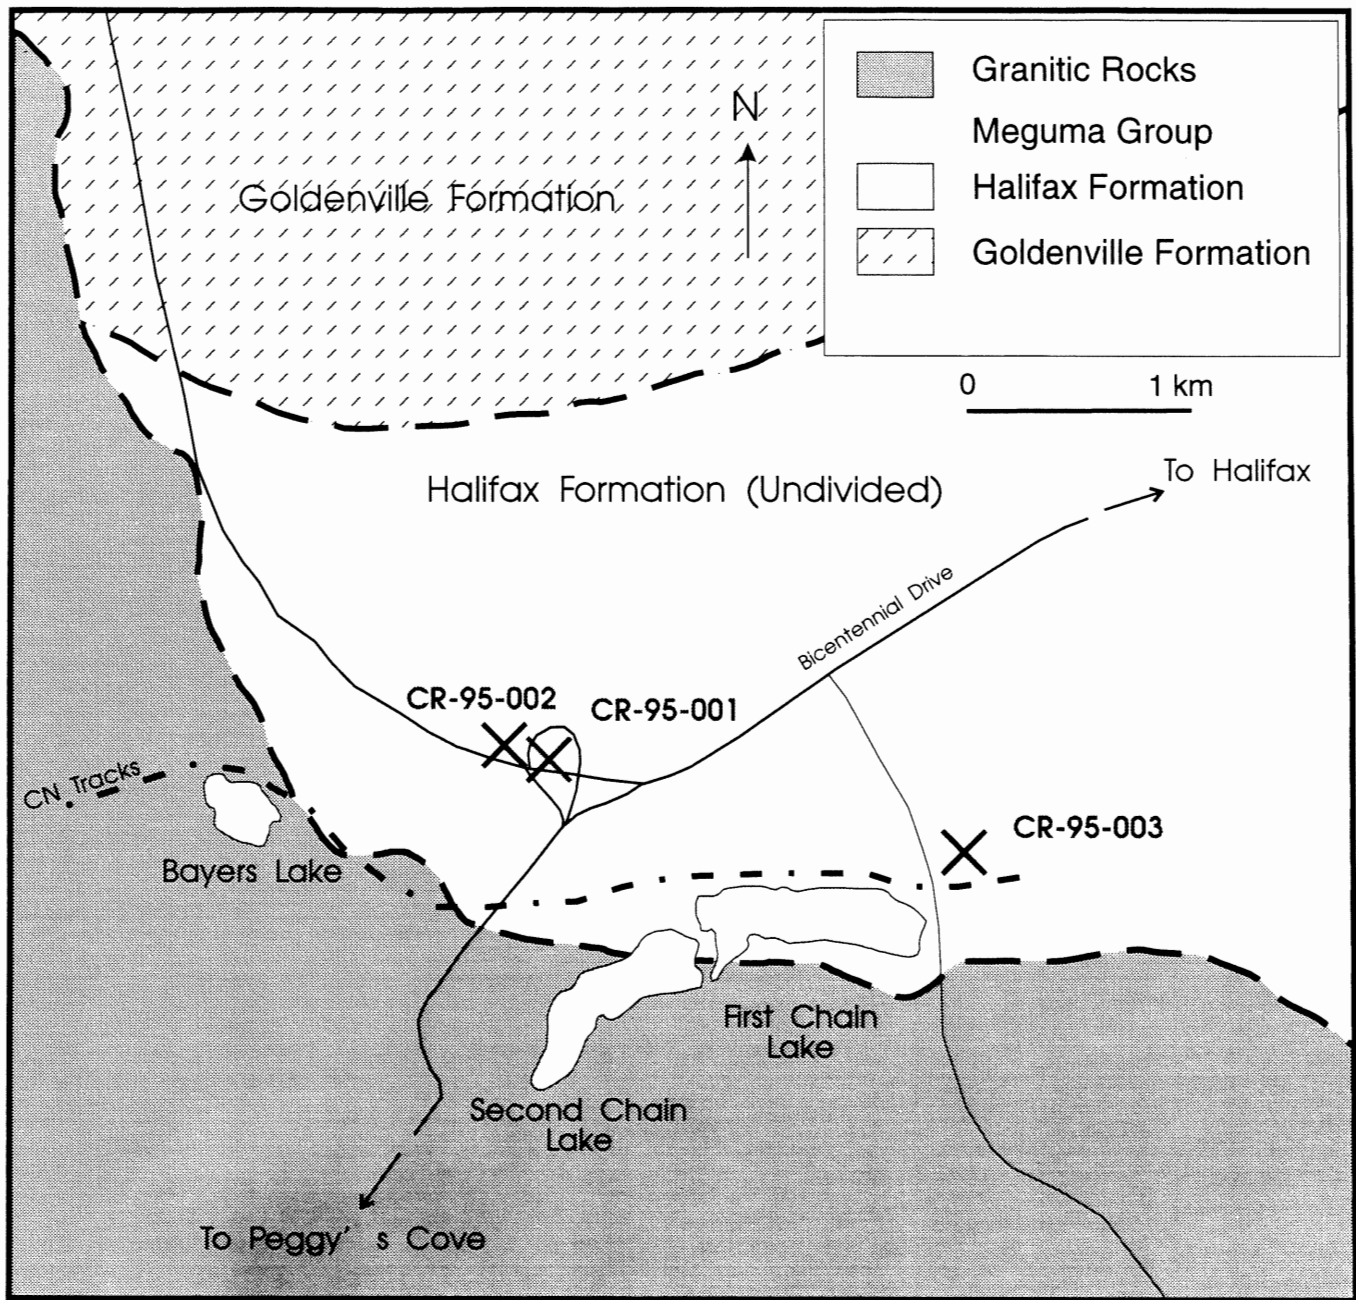 Granitic Rocks
Meguma Group
Halifax Formation
Goldenville Formation
N
Goldenville Formation
0 1 km
To Halifax
Halifax Formation (Undivided)
Bicentennial Drive
CR-95-002
CR-95-001
CN Tracks
CR-95-003
Bayers Lake
First Chain
Lake
Second Chain
Lake
To Peggy' s Cove